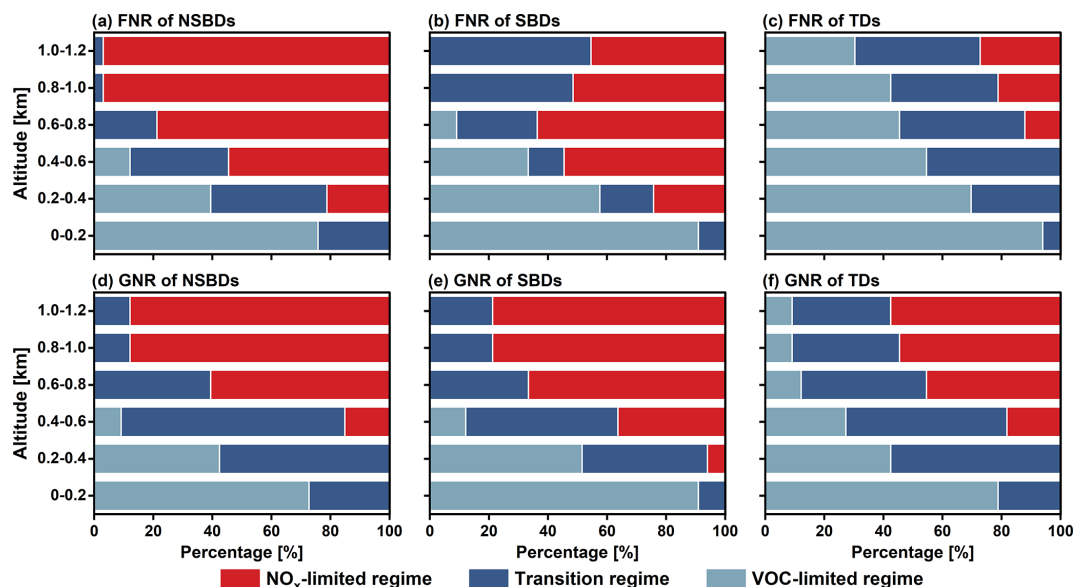 (a) FNR of NSBDs
(b) FNR of SBDs
(c) FNR of TDs
Altitude [km]
1.0-1.2
0.8-1.0
0.6-0.8
0.4-0.6
0.2-0.4
0-0.2
(d) GNR of NSBDs
(e) GNR of SBDs
(f) GNR of TDs
Altitude [km]
1.0-1.2
0.8-1.0
0.6-0.8
0.4-0.6
0.2-0.4
0-0.2
0 20 40 60 80 100
0 20 40 60 80 100
0 20 40 60 80 100
Percentage [%] Percentage [%] Percentage [%]
NOx-limited regime Transition regime VOC-limited regime